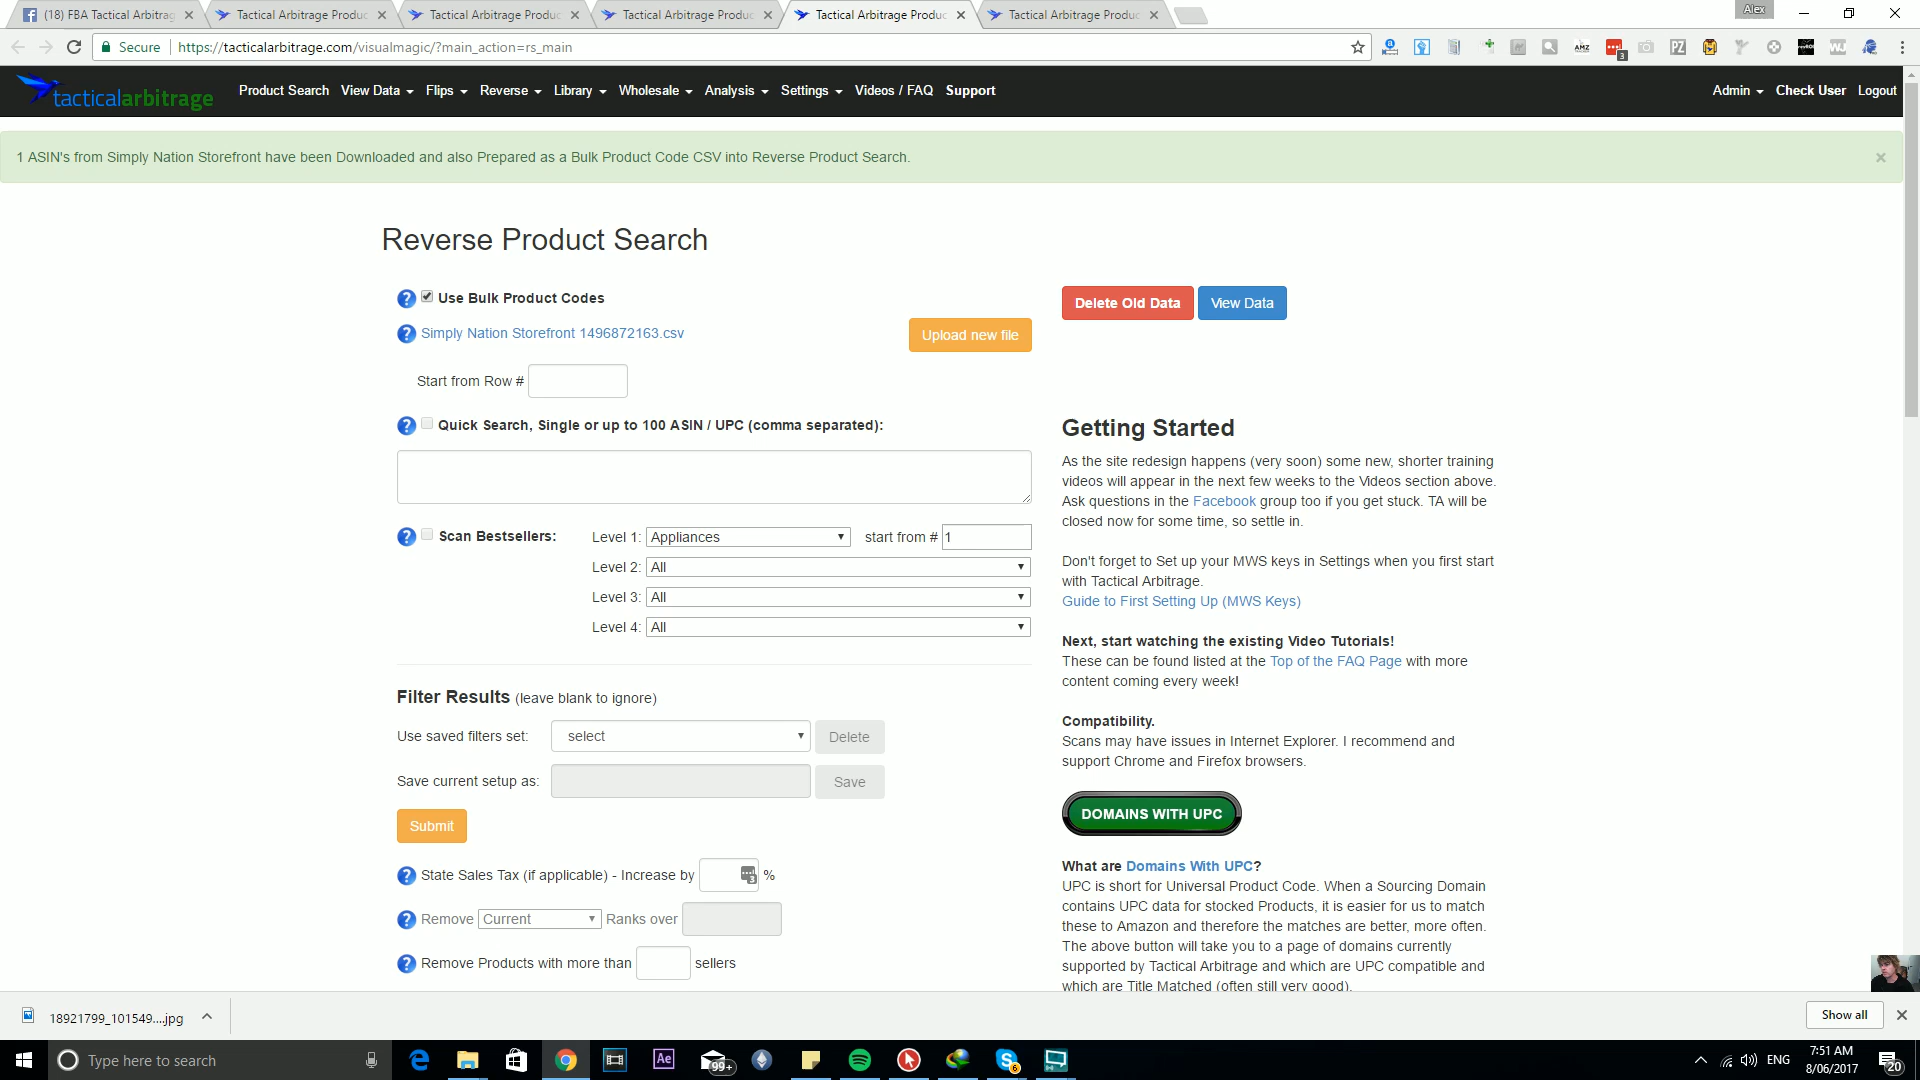 (18) FBA Tactical Arbitrag
Tactical Arbitrage Produc
Tactical Arbitrage Produc
Tactical Arbitrage Produc
Tactical Arbitrage Produc
Tactical Arbitrage Produc
Alex
Secure
https://tacticalarbitrage.com/visualmagic/?main_action=rs_main
AMZ
3
PZ
WJ
tacticalarbitrage
Product Search View Data Flips Reverse Library Wholesale Analysis Settings Videos / FAQ Support
Admin Check User Logout
1 ASIN's from Simply Nation Storefront have been Downloaded and also Prepared as a Bulk Product Code CSV into Reverse Product Search.
×
Reverse Product Search
? Use Bulk Product Codes
Delete Old Data View Data
? Simply Nation Storefront 1496872163.csv
Upload new file
Start from Row #
? Quick Search, Single or up to 100 ASIN / UPC (comma separated):
? Scan Bestsellers:
Level 1: Appliances
start from # 1
Level 2: All
Level 3: All
Level 4: All
Filter Results (leave blank to ignore)
Use saved filters set: select Delete
Save current setup as: Save
Submit
? State Sales Tax (if applicable) - Increase by 3 %
? Remove Current Ranks over
? Remove Products with more than sellers
Getting Started
As the site redesign happens (very soon) some new, shorter training
videos will appear in the next few weeks to the Videos section above.
Ask questions in the Facebook group too if you get stuck. TA will be
closed now for some time, so settle in.
Don't forget to Set up your MWS keys in Settings when you first start
with Tactical Arbitrage.
Guide to First Setting Up (MWS Keys)
Next, start watching the existing Video Tutorials!
These can be found listed at the Top of the FAQ Page with more
content coming every week!
Compatibility.
Scans may have issues in Internet Explorer. I recommend and
support Chrome and Firefox browsers.
DOMAINS WITH UPC
What are Domains With UPC?
UPC is short for Universal Product Code. When a Sourcing Domain
contains UPC data for stocked Products, it is easier for us to match
these to Amazon and therefore the matches are better, more often.
The above button will take you to a page of domains currently
supported by Tactical Arbitrage and which are UPC compatible and
which are Title Matched (often still very good).
18921799_101549....jpg
Show all
Type here to search
Ae
99+
6
ENG
7:51 AM
8/06/2017
20